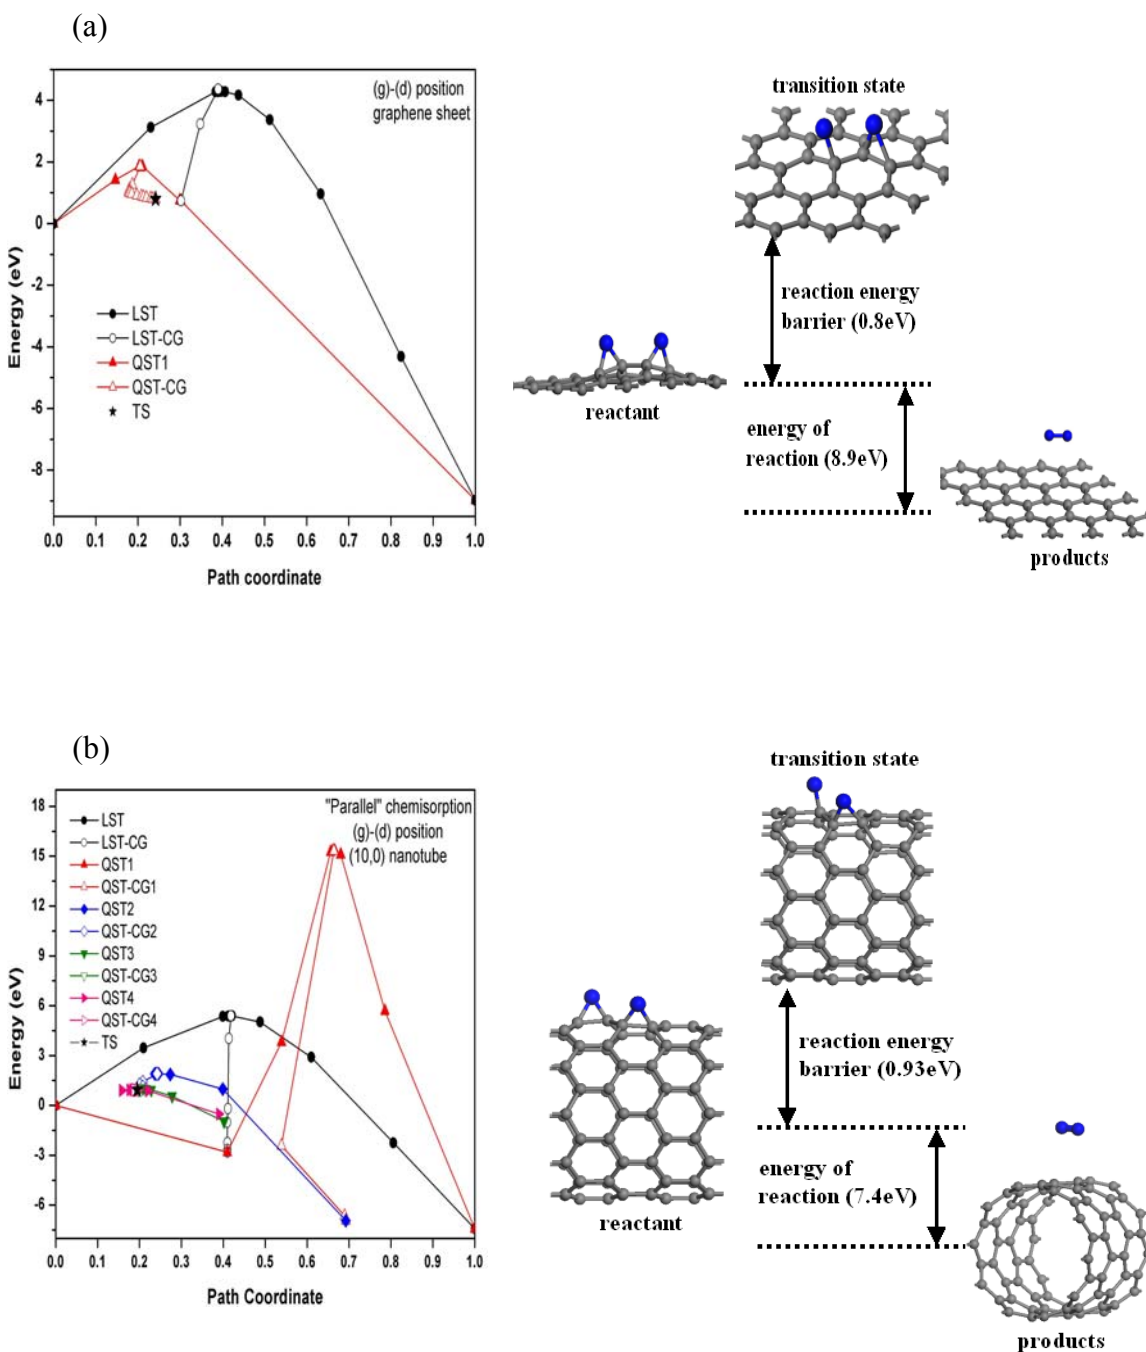 (a)
(g)-(d) position
graphene sheet
4
2
0
-2
-4
-6
-8
Energy (eV)
LST
LST-CG
QST1
QST-CG
TS
0.0 0.1 0.2 0.3 0.4 0.5 0.6 0.7 0.8 0.9 1.0
Path coordinate
transition state
reaction energy
barrier (0.8eV)
reactant
energy of
reaction (8.9eV)
products
(b)
"Parallel" chemisorption
(g)-(d) position
(10,0) nanotube
18
15
12
9
6
3
0
-3
-6
Energy (eV)
LST
LST-CG
QST1
QST-CG1
QST2
QST-CG2
QST3
QST-CG3
QST4
QST-CG4
TS
0.0 0.1 0.2 0.3 0.4 0.5 0.6 0.7 0.8 0.9 1.0
Path Coordinate
transition state
reaction energy
barrier (0.93eV)
energy of
reaction (7.4eV)
reactant
products